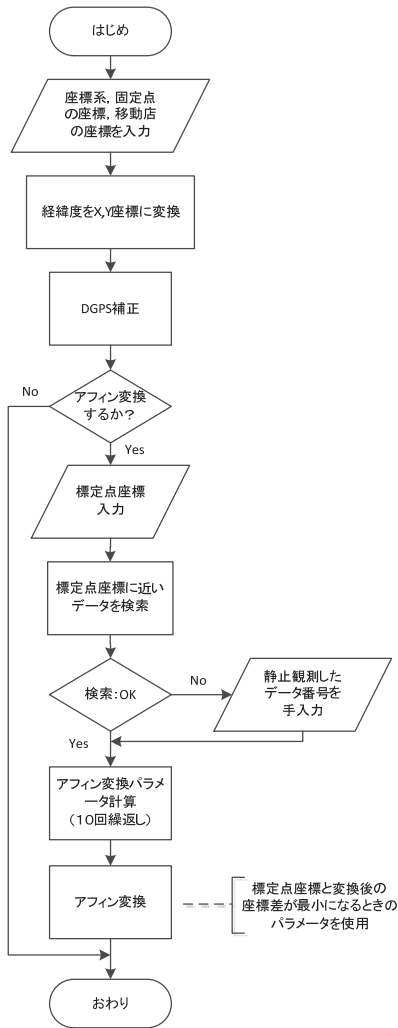 はじめ
座標系，固定点
の座標，移動店
の座標を入力
経緯度をX,Y座標に変換
DGPS補正
アフィン変換
するか？
No
Yes
標定点座標
入力
標定点座標に近い
データを検索
検索：OK
No
静止観測した
データ番号を
手入力
Yes
アフィン変換パラメ
ータ計算
（１０回繰返し）
アフィン変換
標定点座標と変換後の
座標差が最小になるときの
パラメータを使用
おわり